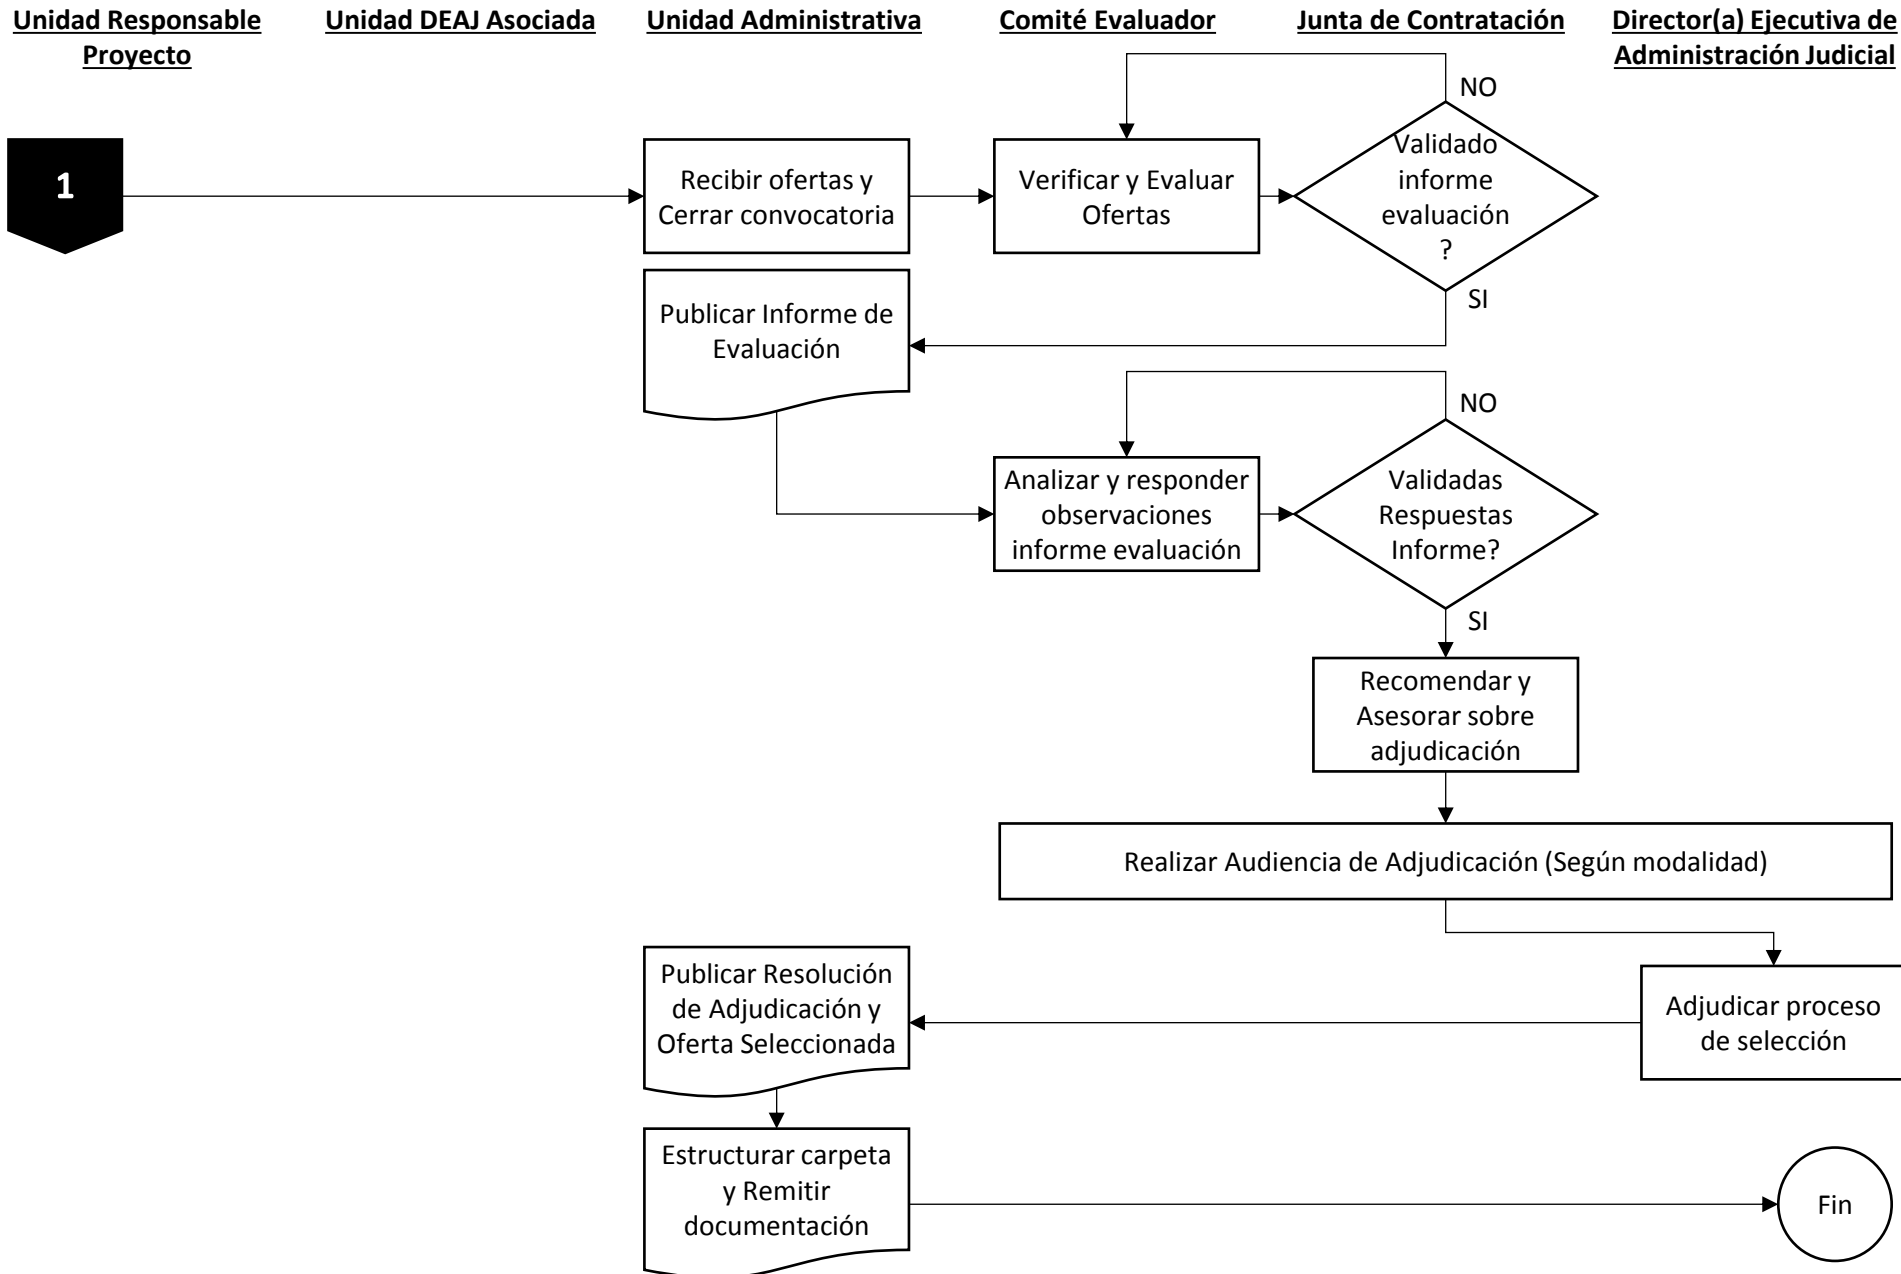 Unidad Responsable
Proyecto
Unidad DEAJ Asociada
Unidad Administrativa
Comité Evaluador
Junta de Contratación
Director(a) Ejecutiva de
Administración Judicial
1
Recibir ofertas y
Cerrar convocatoria
Verificar y Evaluar
Ofertas
NO
Validado
informe
evaluación
?
SI
Publicar Informe de
Evaluación
Analizar y responder
observaciones
informe evaluación
NO
Validadas
Respuestas
Informe?
SI
Recomendar y
Asesorar sobre
adjudicación
Realizar Audiencia de Adjudicación (Según modalidad)
Adjudicar proceso
de selección
Publicar Resolución
de Adjudicación y
Oferta Seleccionada
Estructurar carpeta
y Remitir
documentación
Fin